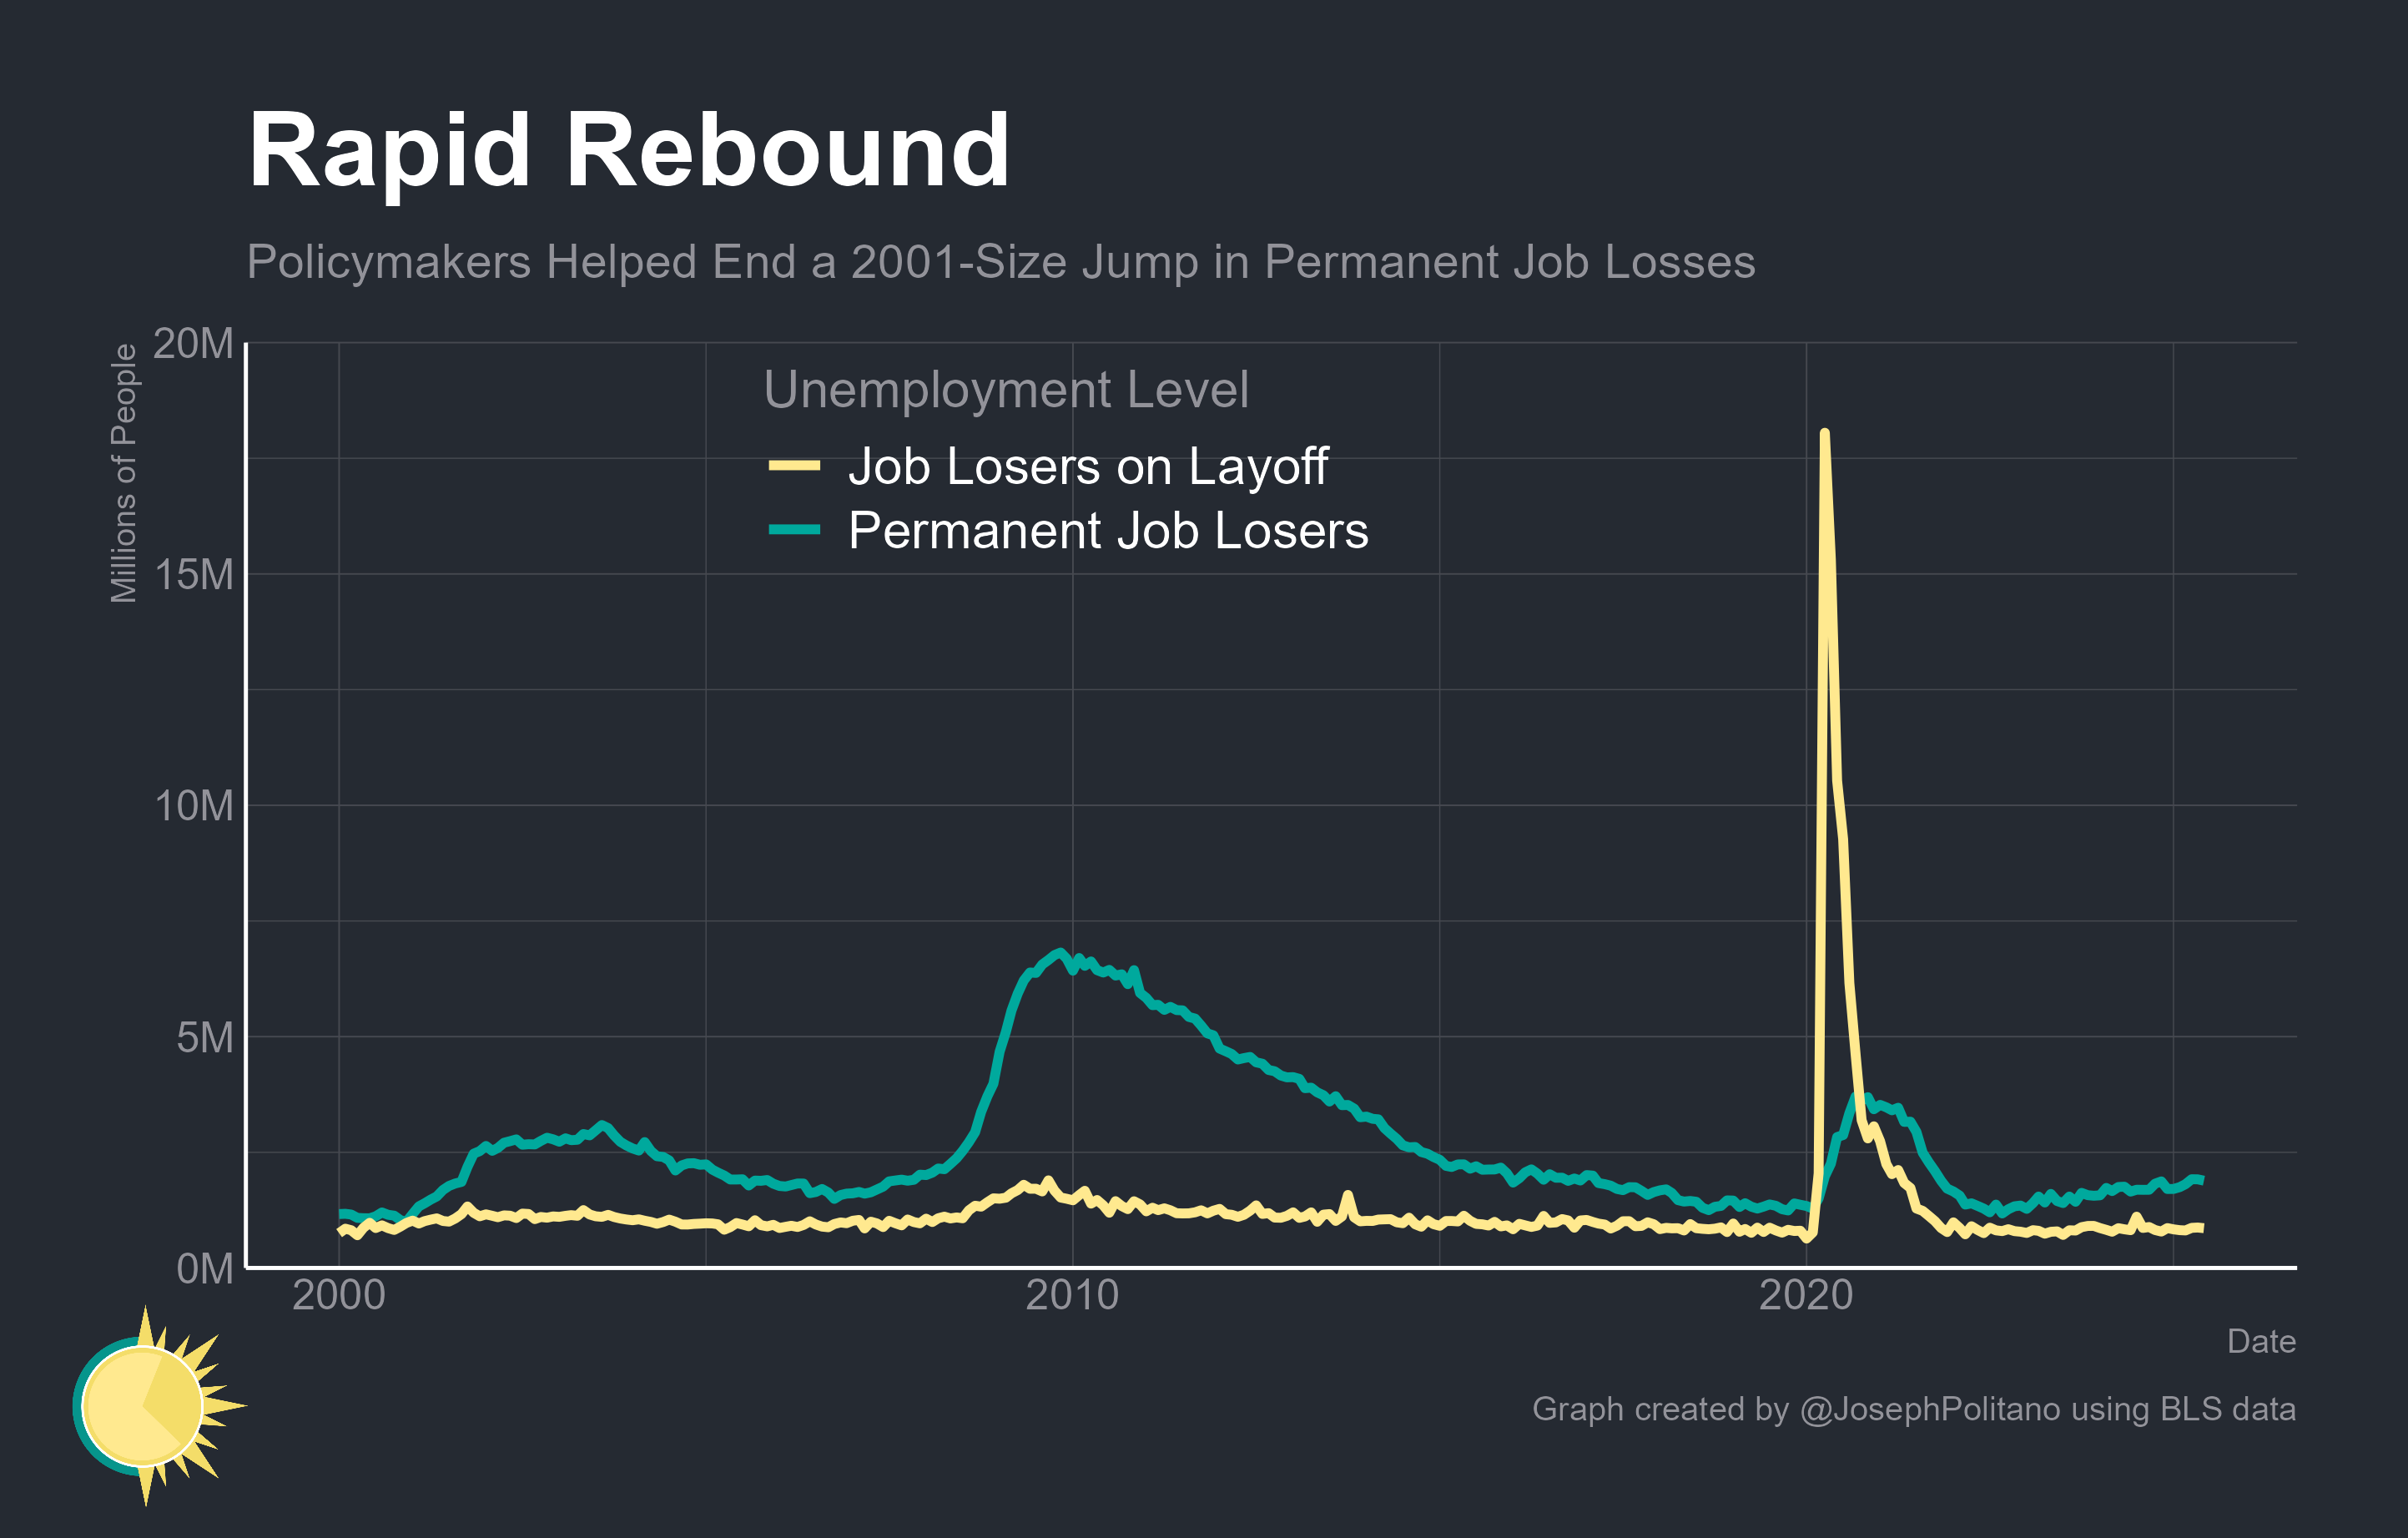 Rapid Rebound
Policymakers Helped End a 2001-Size Jump in Permanent Job Losses
Millions of People
20M
15M
10M
5M
0M
Unemployment Level
Job Losers on Layoff
Permanent Job Losers
2000
2010
2020
Date
Graph created by @JosephPolitano using BLS data